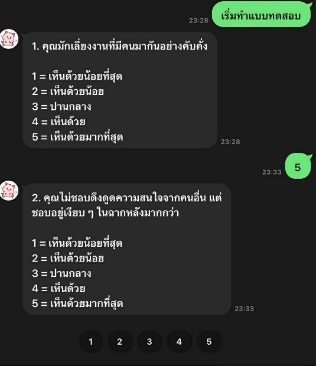 เริ่มทำแบบทดสอบ
23:28
1. คุณมักเลี่ยงงานที่มีคนมากันอย่างคับคั่ง
1 = เห็นด้วยน้อยที่สุด
2 = เห็นด้วยน้อย
3 = ปานกลาง
4 = เห็นด้วย
5 = เห็นด้วยมากที่สุด
23:28
5
23:33
2. คุณไม่ชอบดึงดูดความสนใจจากคนอื่น แต่
ชอบอยู่เงียบ ๆ ในฉากหลังมากกว่า
1 = เห็นด้วยน้อยที่สุด
2 = เห็นด้วยน้อย
3 = ปานกลาง
4 = เห็นด้วย
5 = เห็นด้วยมากที่สุด
23:33
1 2 3 4 5